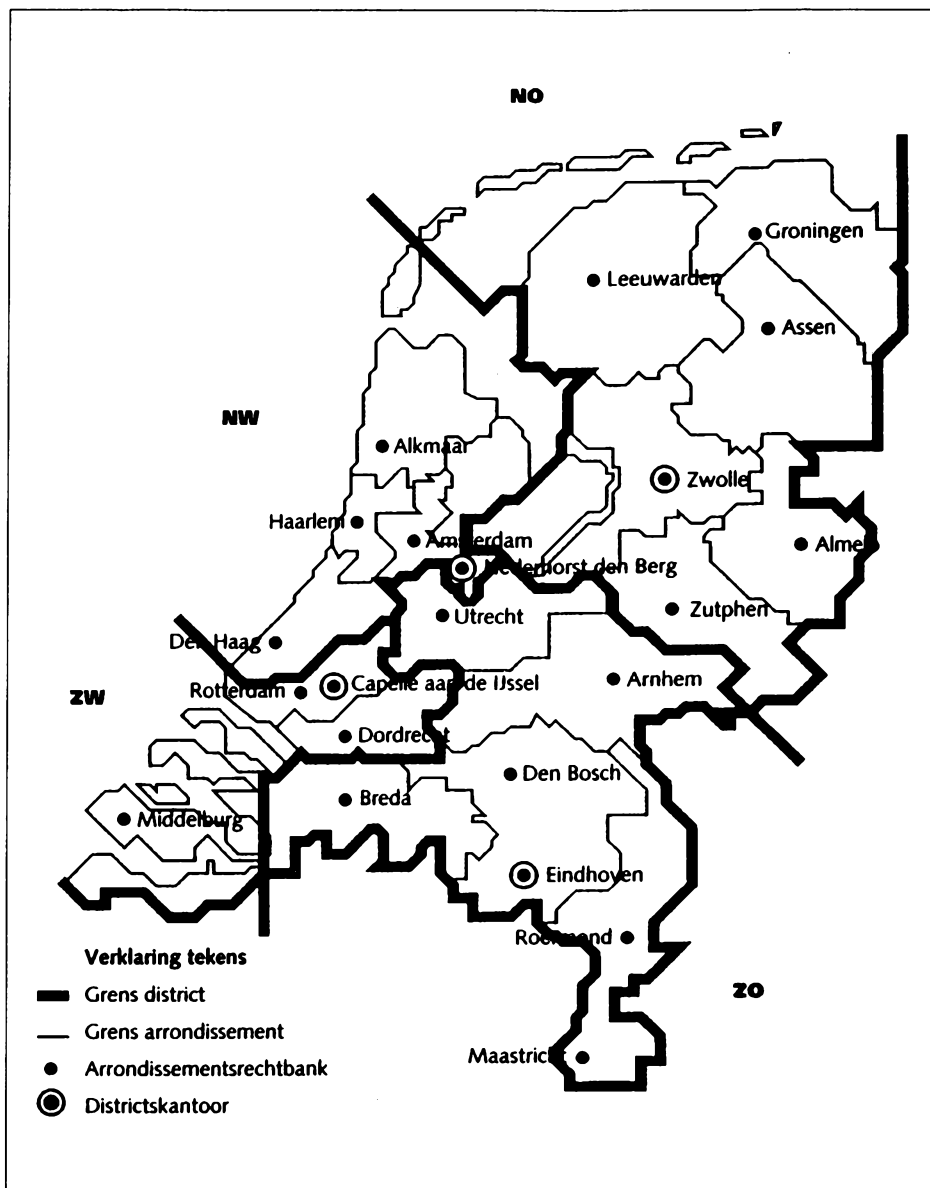 NO
Groningen
Leeuwarden
Assen
NW
Alkmaar
Zwolle
Haarlem
Amsterdam
Almelo
Nederhorst den Berg
Zutphen
Utrecht
Den Haag
Arnhem
Capelle aan de IJssel
Rotterdam
ZW
Dordrecht
Den Bosch
Breda
Middelburg
Eindhoven
Roermond
Verklaring tekens
ZO
Grens district
Grens arrondissement
Maastricht
Arrondissementsrechtbank
Districtskantoor